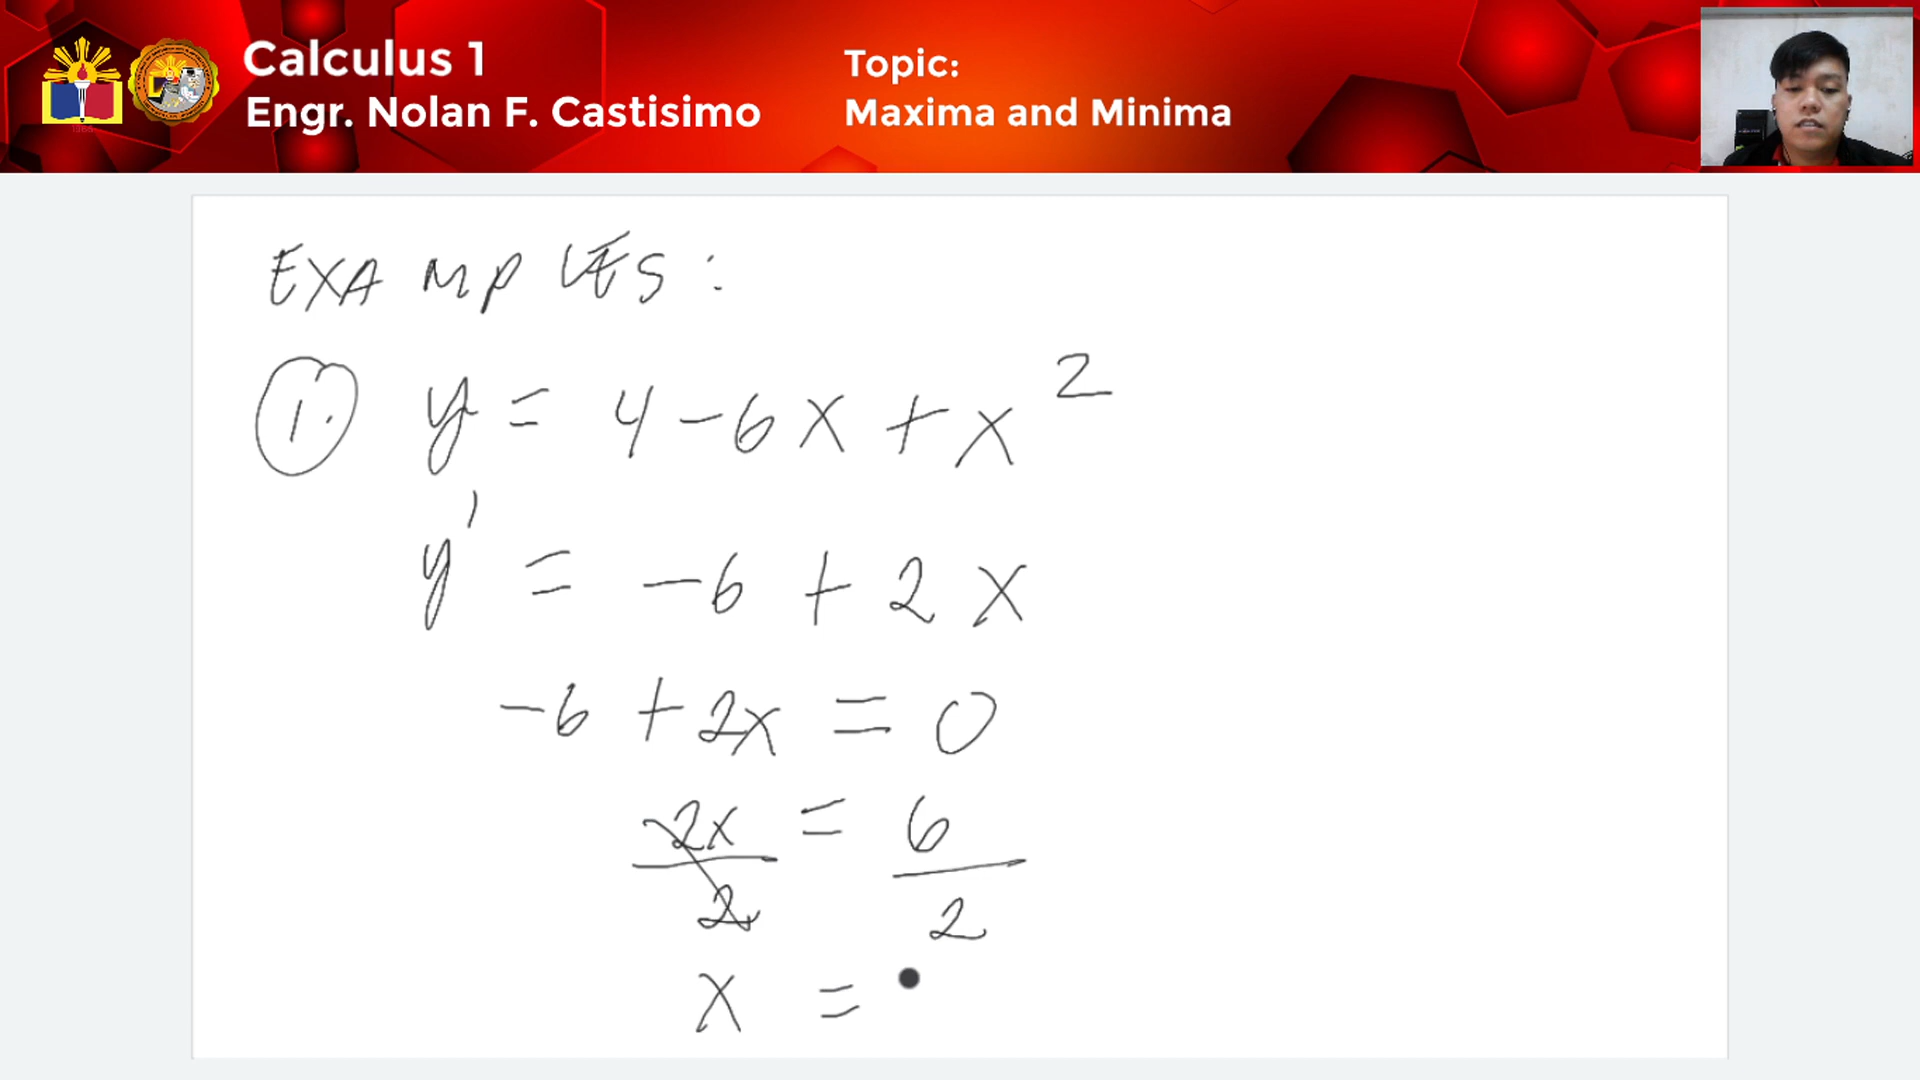 Calculus 1
Engr. Nolan F. Castisimo
Topic:
Maxima and Minima
1966
EXAMPLES:
1. y = 4 - 6x + x²
y' = -6 + 2x
-6 + 2x = 0
2x/2 = 6/2
x =